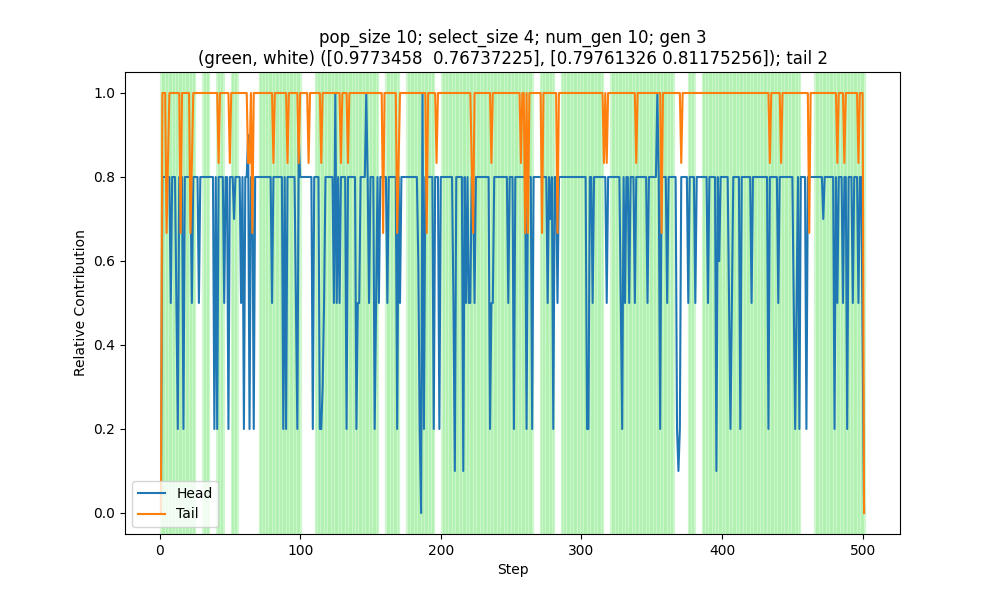 pop_size 10; select_size 4; num_gen 10; gen 3
(green, white) ([0.9773458  0.76737225], [0.79761326 0.81175256]); tail 2
1.0
0.8
0.6
0.4
0.2
0.0
Relative Contribution
Head
Tail
0
100
200
300
400
500
Step